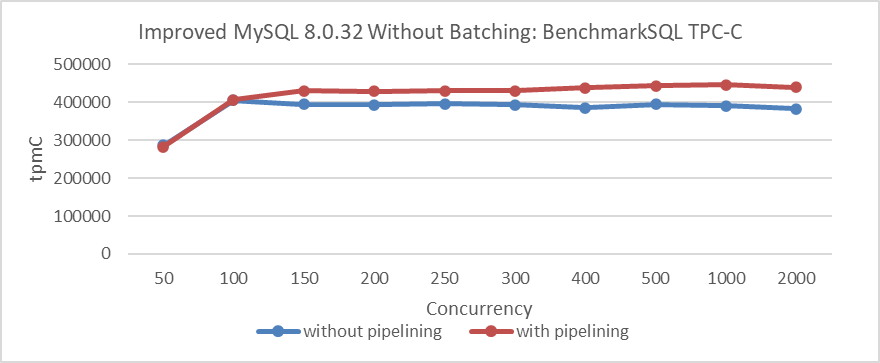 Improved MySQL 8.0.32 Without Batching: BenchmarkSQL TPC-C
500000
400000
300000
200000
100000
0
tpmC
50 100 150 200 250 300 400 500 1000 2000
Concurrency
without pipelining with pipelining